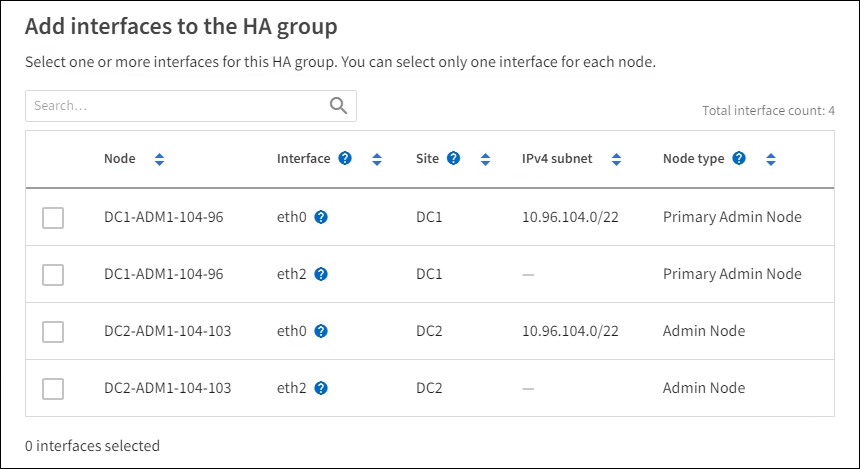 Add interfaces to the HA group
Select one or more interfaces for this HA group. You can select only one interface for each node.
Search...
Total interface count: 4
Node Interface ? Site ? IPv4 subnet Node type ?
DC1-ADM1-104-96 eth0 ? DC1 10.96.104.0/22 Primary Admin Node
DC1-ADM1-104-96 eth2 ? DC1 — Primary Admin Node
DC2-ADM1-104-103 eth0 ? DC2 10.96.104.0/22 Admin Node
DC2-ADM1-104-103 eth2 ? DC2 — Admin Node
0 interfaces selected